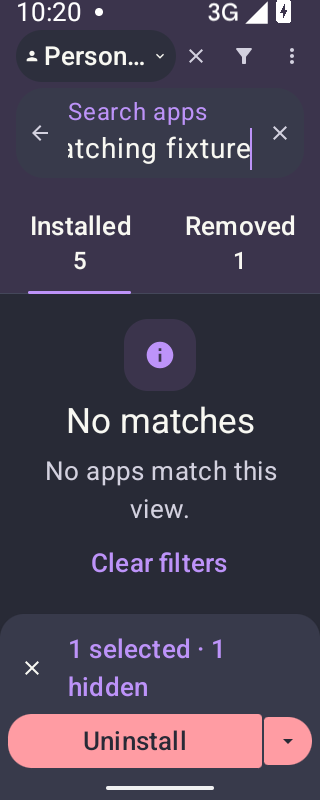 10:20
3G
Person…
Search apps
atching fixture
Installed
5
Removed
1
No matches
No apps match this
view.
Clear filters
1 selected · 1
hidden
Uninstall